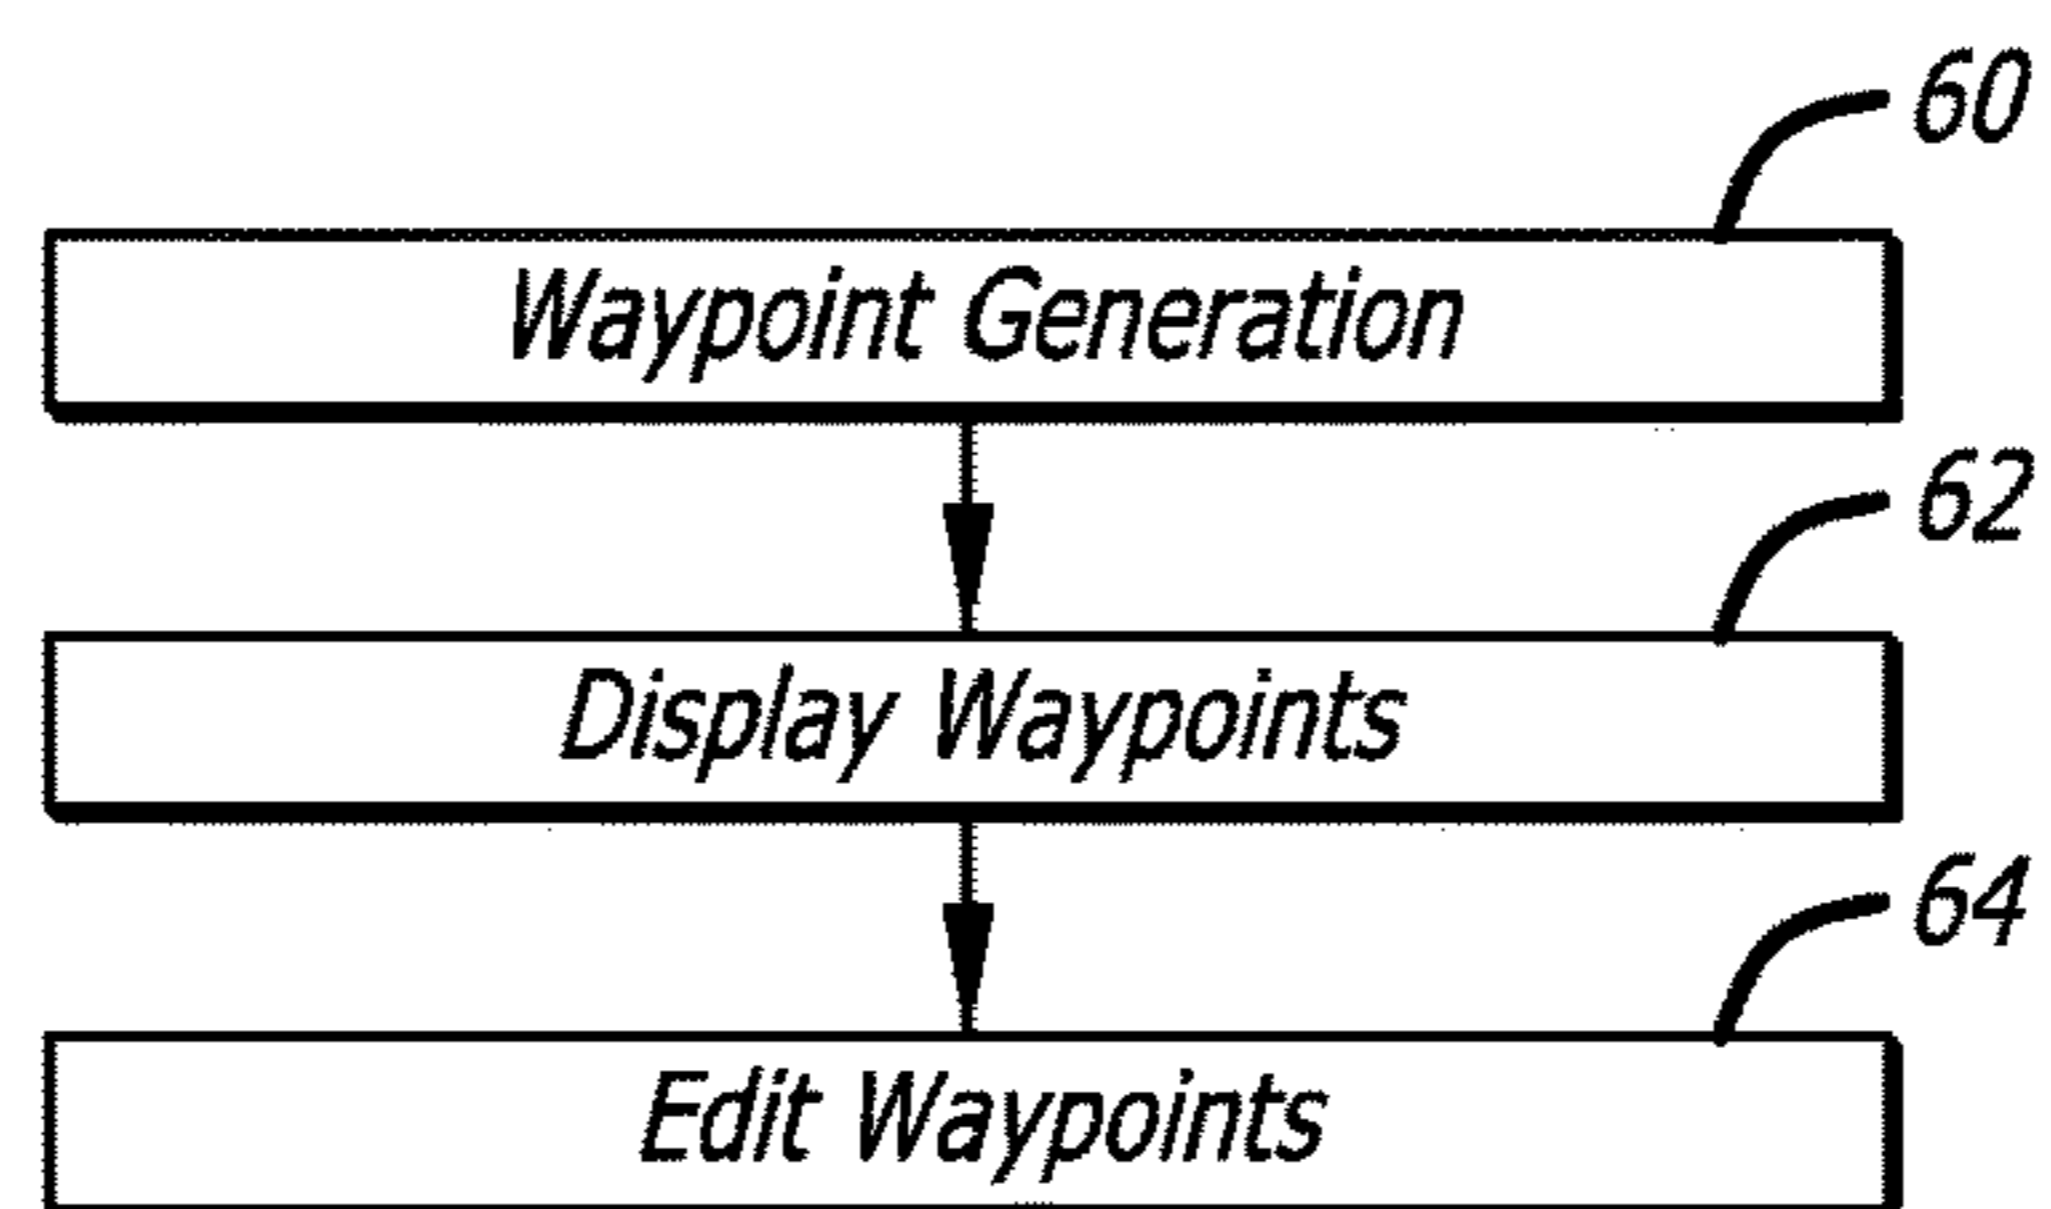 60
Waypoint Generation
62
Display Waypoints
64
Edit Waypoints